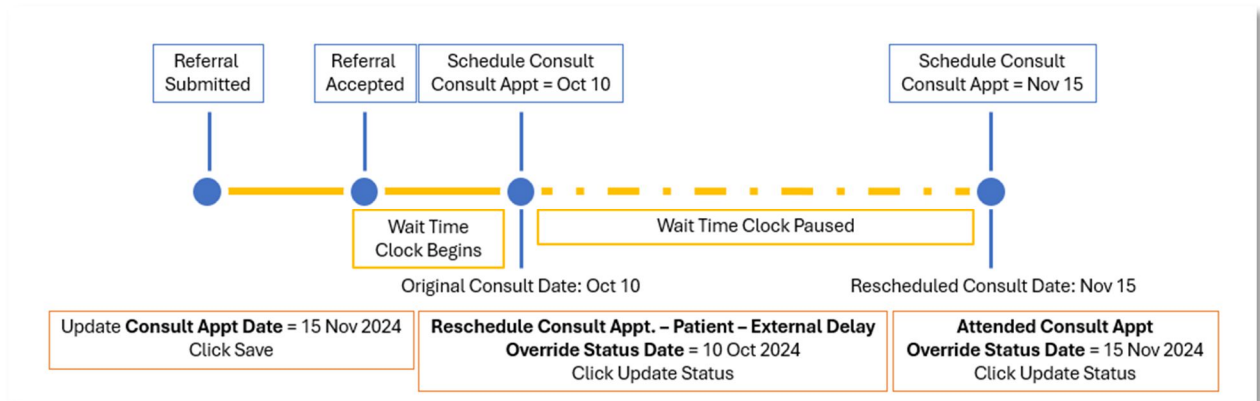 Referral
Submitted
Referral
Accepted
Schedule Consult
Consult Appt = Oct 10
Schedule Consult
Consult Appt = Nov 15
Wait Time
Clock Begins
Wait Time Clock Paused
Original Consult Date: Oct 10
Rescheduled Consult Date: Nov 15
Update Consult Appt Date = 15 Nov 2024
Click Save
Reschedule Consult Appt. – Patient – External Delay
Override Status Date = 10 Oct 2024
Click Update Status
Attended Consult Appt
Override Status Date = 15 Nov 2024
Click Update Status